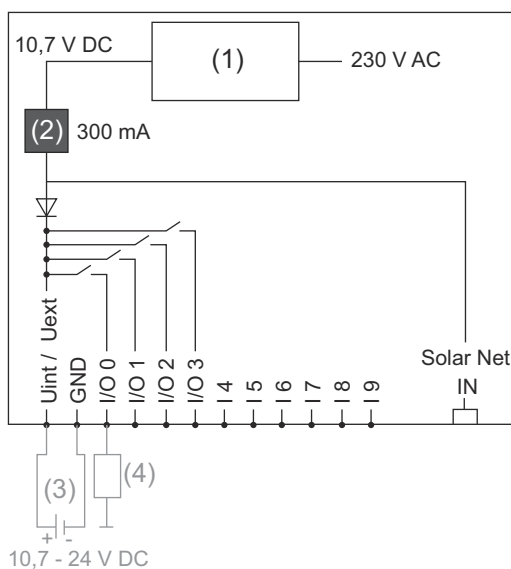 10,7 V DC
(1)
230 V AC
(2)
300 mA
Uint / Uext
GND
I/O 0
I/O 1
I/O 2
I/O 3
I 4
I 5
I 6
I 7
I 8
I 9
Solar Net
IN
(3)
(4)
+ -
10,7 - 24 V DC